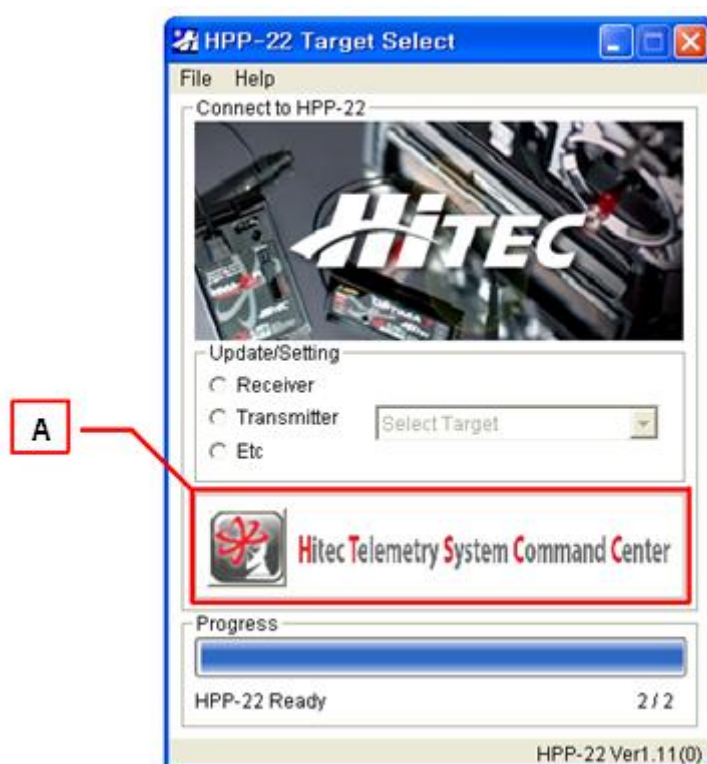 HPP-22 Target Select
File Help
Connect to HPP-22
HiTEC
Update/Setting
Receiver
Transmitter
Select Target
Etc
A
Hitec Telemetry System Command Center
Progress
HPP-22 Ready 2 / 2
HPP-22 Ver1.11(0)